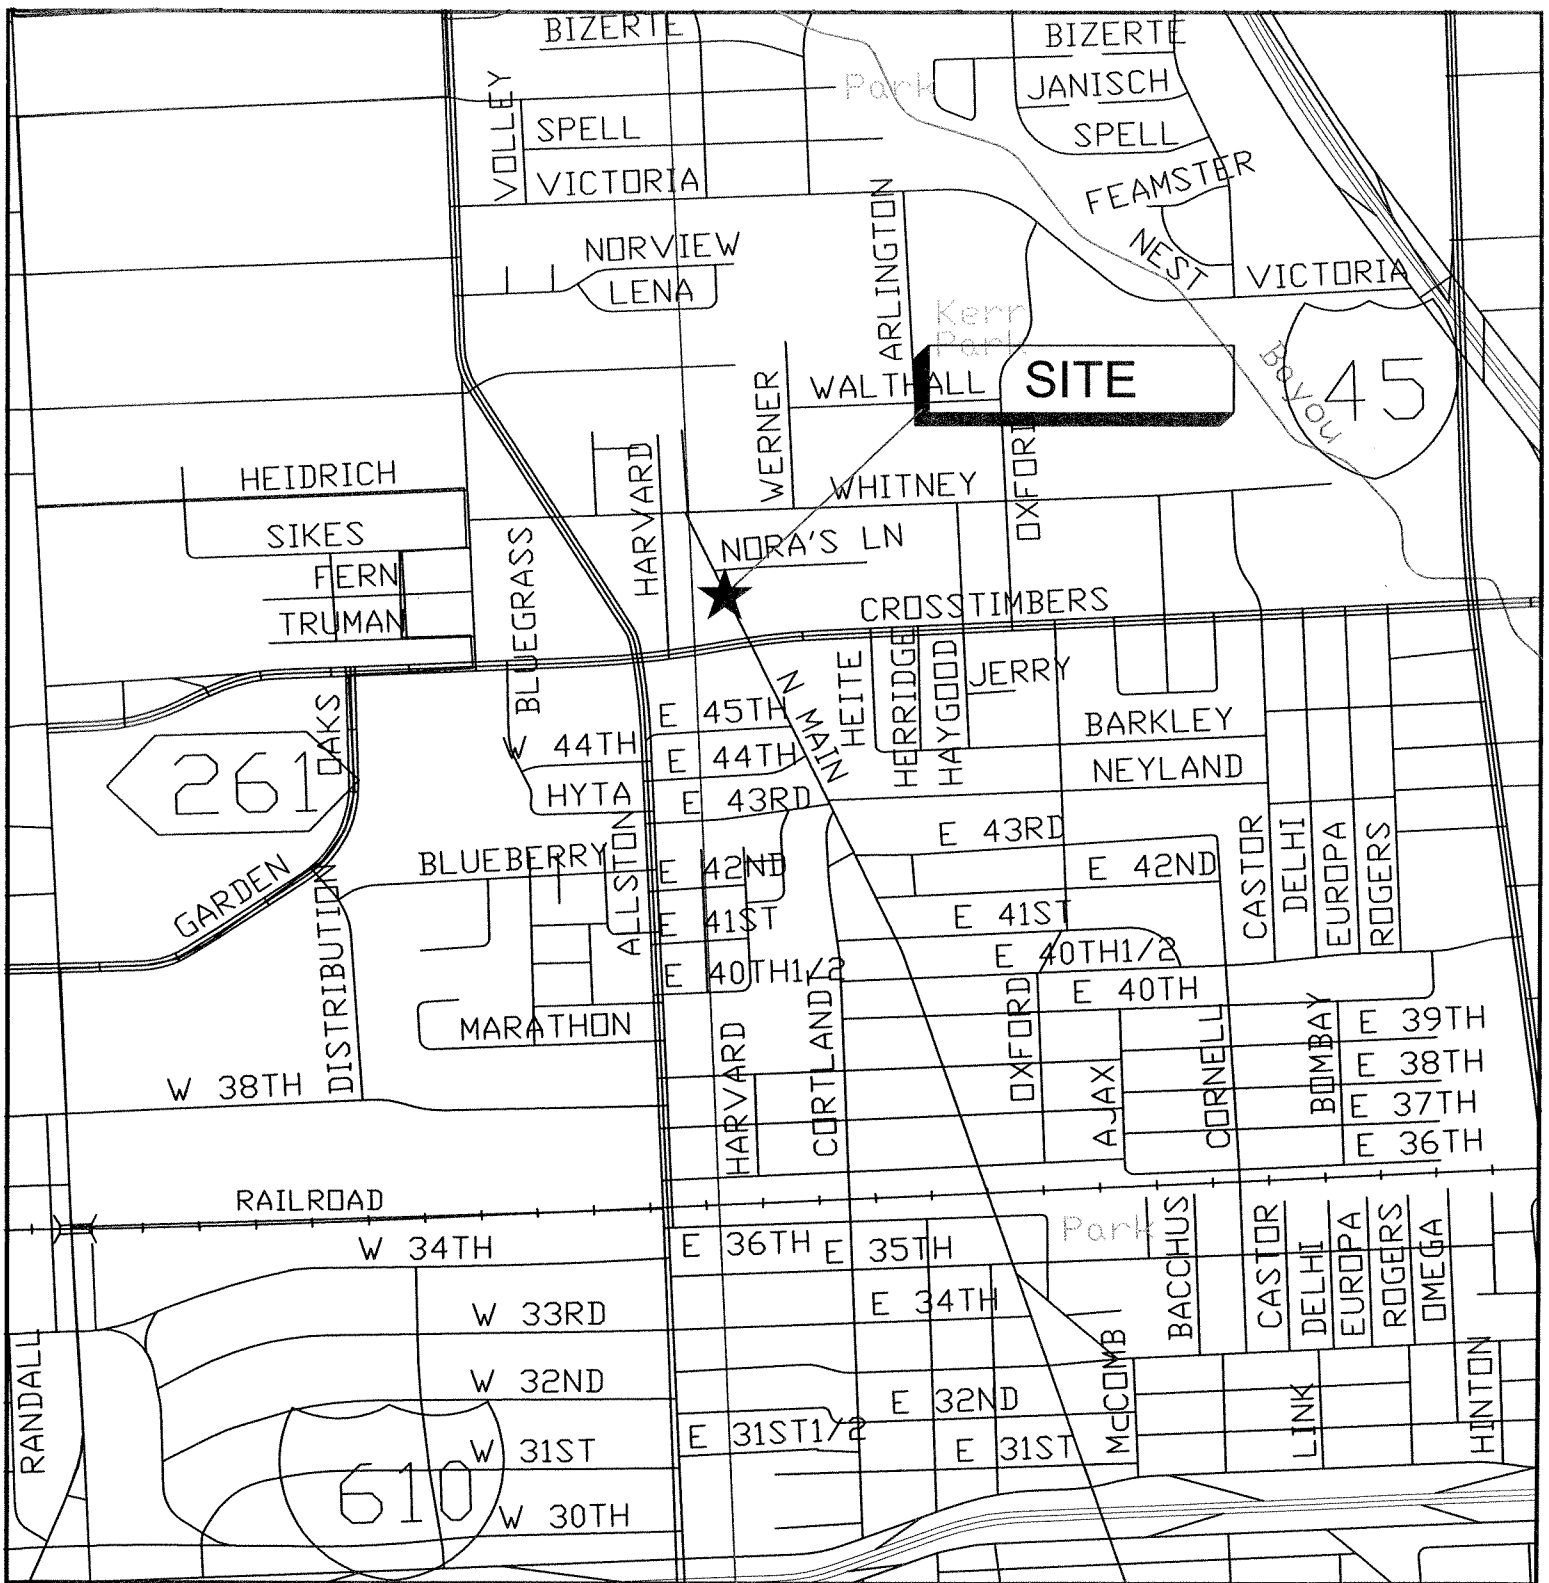 BIZERTE
BIZERTE
Park
JANISCH
VOLLEY
SPELL
SPELL
VICTORIA
FEAMSTER
ARLINGTON
NORVIEW
NEST
VICTORIA
LENA
Kerr
Park
Bayou
WALTHALL
SITE
45
WERNER
HARVARD
HEIDRICH
WHITNEY
OXFORD
SIKES
NORA'S LN
FERN
BLUEGRASS
CROSSTIMBERS
TRUMAN
HEITE
HERRIDGE
HAYGOOD
JERRY
N MAIN
OAKS
E 45TH
BARKLEY
W 44TH
E 44TH
NEYLAND
261
HYTA
E 43RD
E 43RD
CASTOR
DELHI
EUROPA
ROGERS
BLUEBERRY
ALLSTON
E 42ND
E 42ND
GARDEN
E 41ST
E 41ST
DISTRIBUTION
E 40TH1/2
E 40TH1/2
E 40TH
MARATHON
HARVARD
CORTLAND
OXFORD
AJAX
CORNELL
BOMBAY
E 39TH
E 38TH
W 38TH
E 37TH
E 36TH
RAILROAD
Park
BACCHUS
CASTOR
DELHI
EUROPA
ROGERS
OMEGA
W 34TH
E 36TH
E 35TH
E 34TH
W 33RD
RANDALL
McCOMB
LINK
HINTON
W 32ND
E 32ND
E 31ST1/2
W 31ST
E 31ST
610
W 30TH